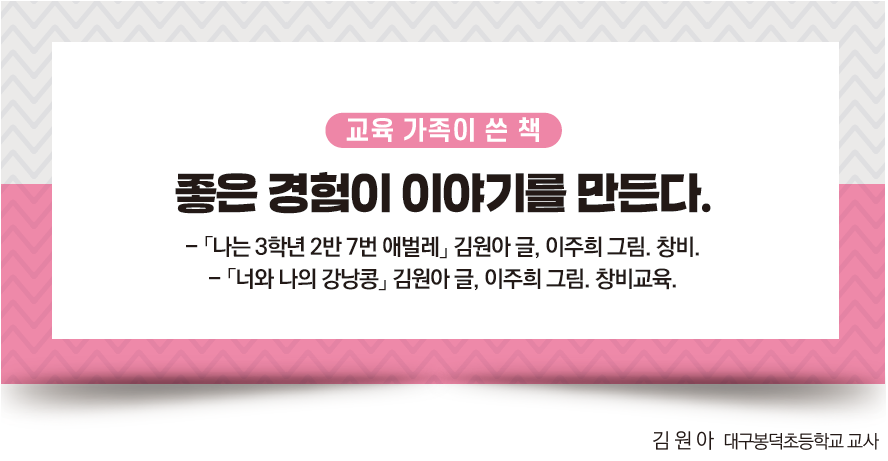 교육 가족이 쓴 책
좋은 경험이 이야기를 만든다.
– 「나는 3학년 2반 7번 애벌레」 김원아 글, 이주희 그림. 창비.
– 「너와 나의 강낭콩」 김원아 글, 이주희 그림. 창비교육.
김 원 아 대구봉덕초등학교 교사